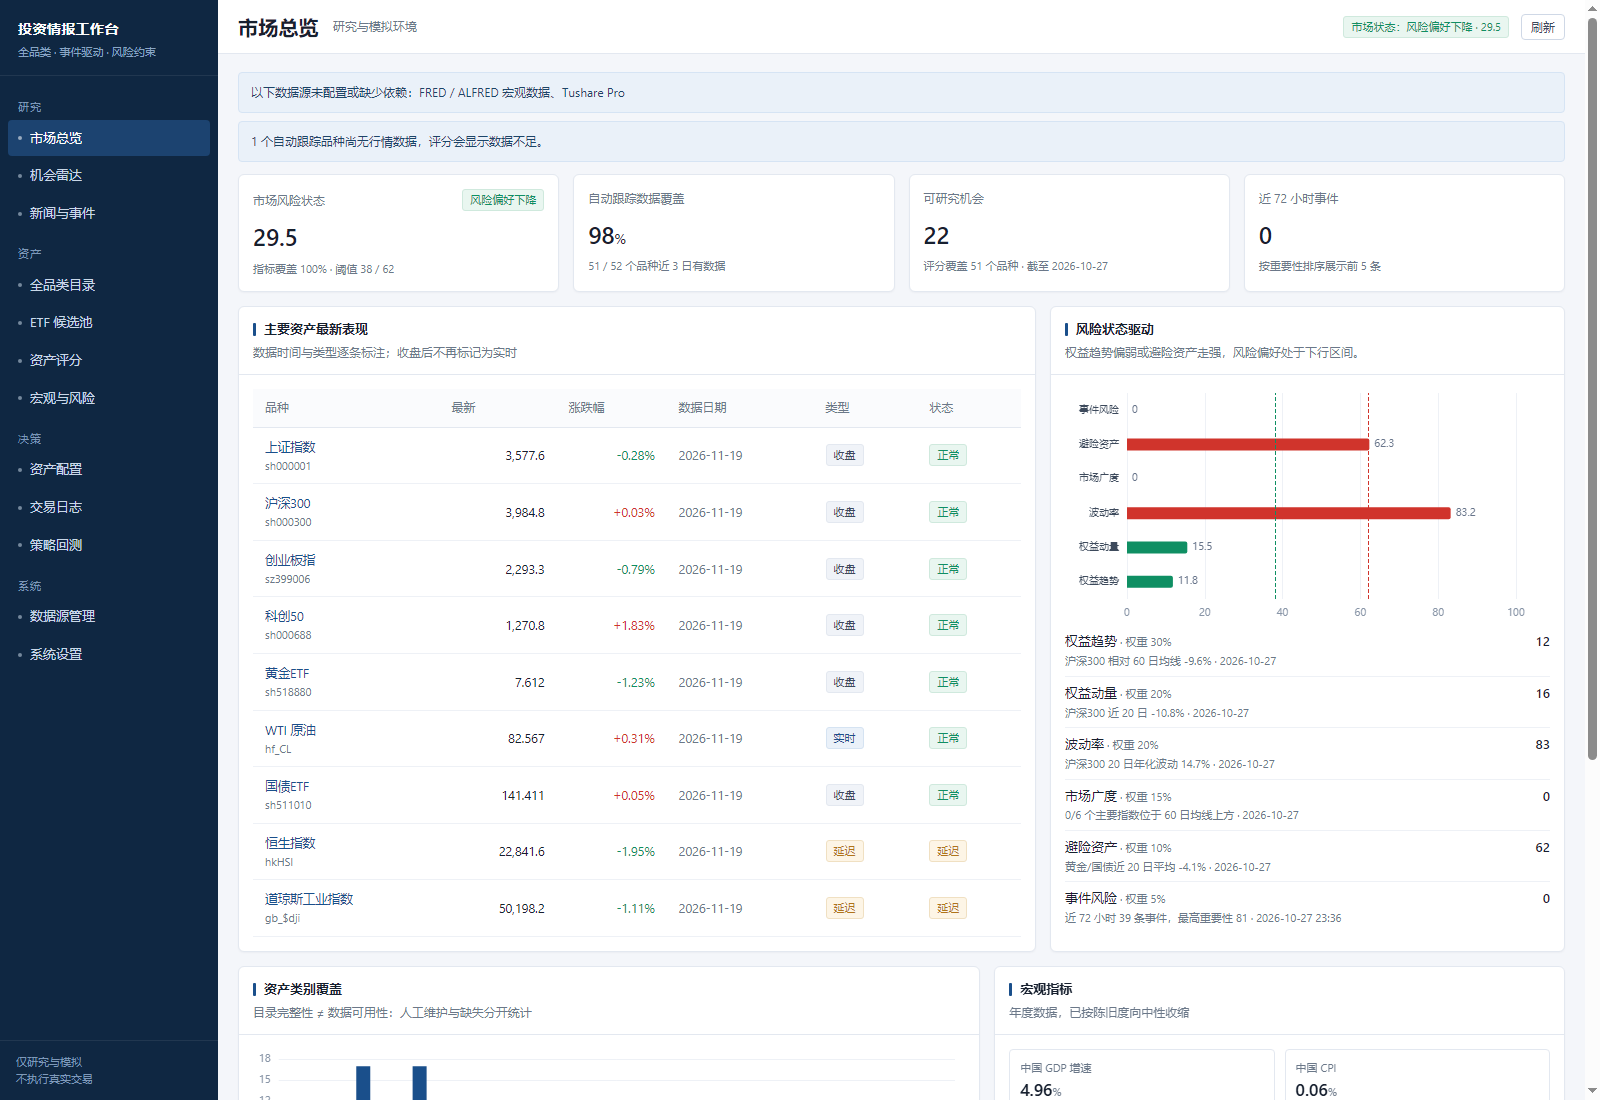 投资情报工作台
全品类 · 事件驱动 · 风险约束
研究
市场总览
机会雷达
新闻与事件
资产
全品类目录
ETF 候选池
资产评分
宏观与风险
决策
资产配置
交易日志
策略回测
系统
数据源管理
系统设置
仅研究与模拟
不执行真实交易
市场总览 研究与模拟环境
市场状态：风险偏好下降 · 29.5
刷新
以下数据源未配置或缺少依赖：FRED / ALFRED 宏观数据、Tushare Pro
1 个自动跟踪品种尚无行情数据，评分会显示数据不足。
市场风险状态 风险偏好下降
29.5
指标覆盖 100% · 阈值 38 / 62
自动跟踪数据覆盖
98%
51 / 52 个品种近 3 日有数据
可研究机会
22
评分覆盖 51 个品种 · 截至 2026-10-27
近 72 小时事件
0
按重要性排序展示前 5 条
主要资产最新表现
数据时间与类型逐条标注；收盘后不再标记为实时
品种 最新 涨跌幅 数据日期 类型 状态
上证指数 3,577.6 -0.28% 2026-11-19 收盘 正常
sh000001
沪深300 3,984.8 +0.03% 2026-11-19 收盘 正常
sh000300
创业板指 2,293.3 -0.79% 2026-11-19 收盘 正常
sz399006
科创50 1,270.8 +1.83% 2026-11-19 收盘 正常
sh000688
黄金ETF 7.612 -1.23% 2026-11-19 收盘 正常
sh518880
WTI 原油 82.567 +0.31% 2026-11-19 实时 正常
hf_CL
国债ETF 141.411 +0.05% 2026-11-19 收盘 正常
sh511010
恒生指数 22,841.6 -1.95% 2026-11-19 延迟 延迟
hkHSI
道琼斯工业指数 50,198.2 -1.11% 2026-11-19 延迟 延迟
gb_$dji
风险状态驱动
权益趋势偏弱或避险资产走强，风险偏好处于下行区间。
事件风险 0
避险资产 62.3
市场广度 0
波动率 83.2
权益动量 15.5
权益趋势 11.8
0 20 40 60 80 100
权益趋势 · 权重 30% 12
沪深300 相对 60 日均线 -9.6% · 2026-10-27
权益动量 · 权重 20% 16
沪深300 近 20 日 -10.8% · 2026-10-27
波动率 · 权重 20% 83
沪深300 20 日年化波动 14.7% · 2026-10-27
市场广度 · 权重 15% 0
0/6 个主要指数位于 60 日均线上方 · 2026-10-27
避险资产 · 权重 10% 62
黄金/国债近 20 日平均 -4.1% · 2026-10-27
事件风险 · 权重 5% 0
近 72 小时 39 条事件，最高重要性 81 · 2026-10-27 23:36
资产类别覆盖
目录完整性 ≠ 数据可用性：人工维护与缺失分开统计
18
15
12
宏观指标
年度数据，已按陈旧度向中性收缩
中国 GDP 增速
4.96%
中国 CPI
0.06%